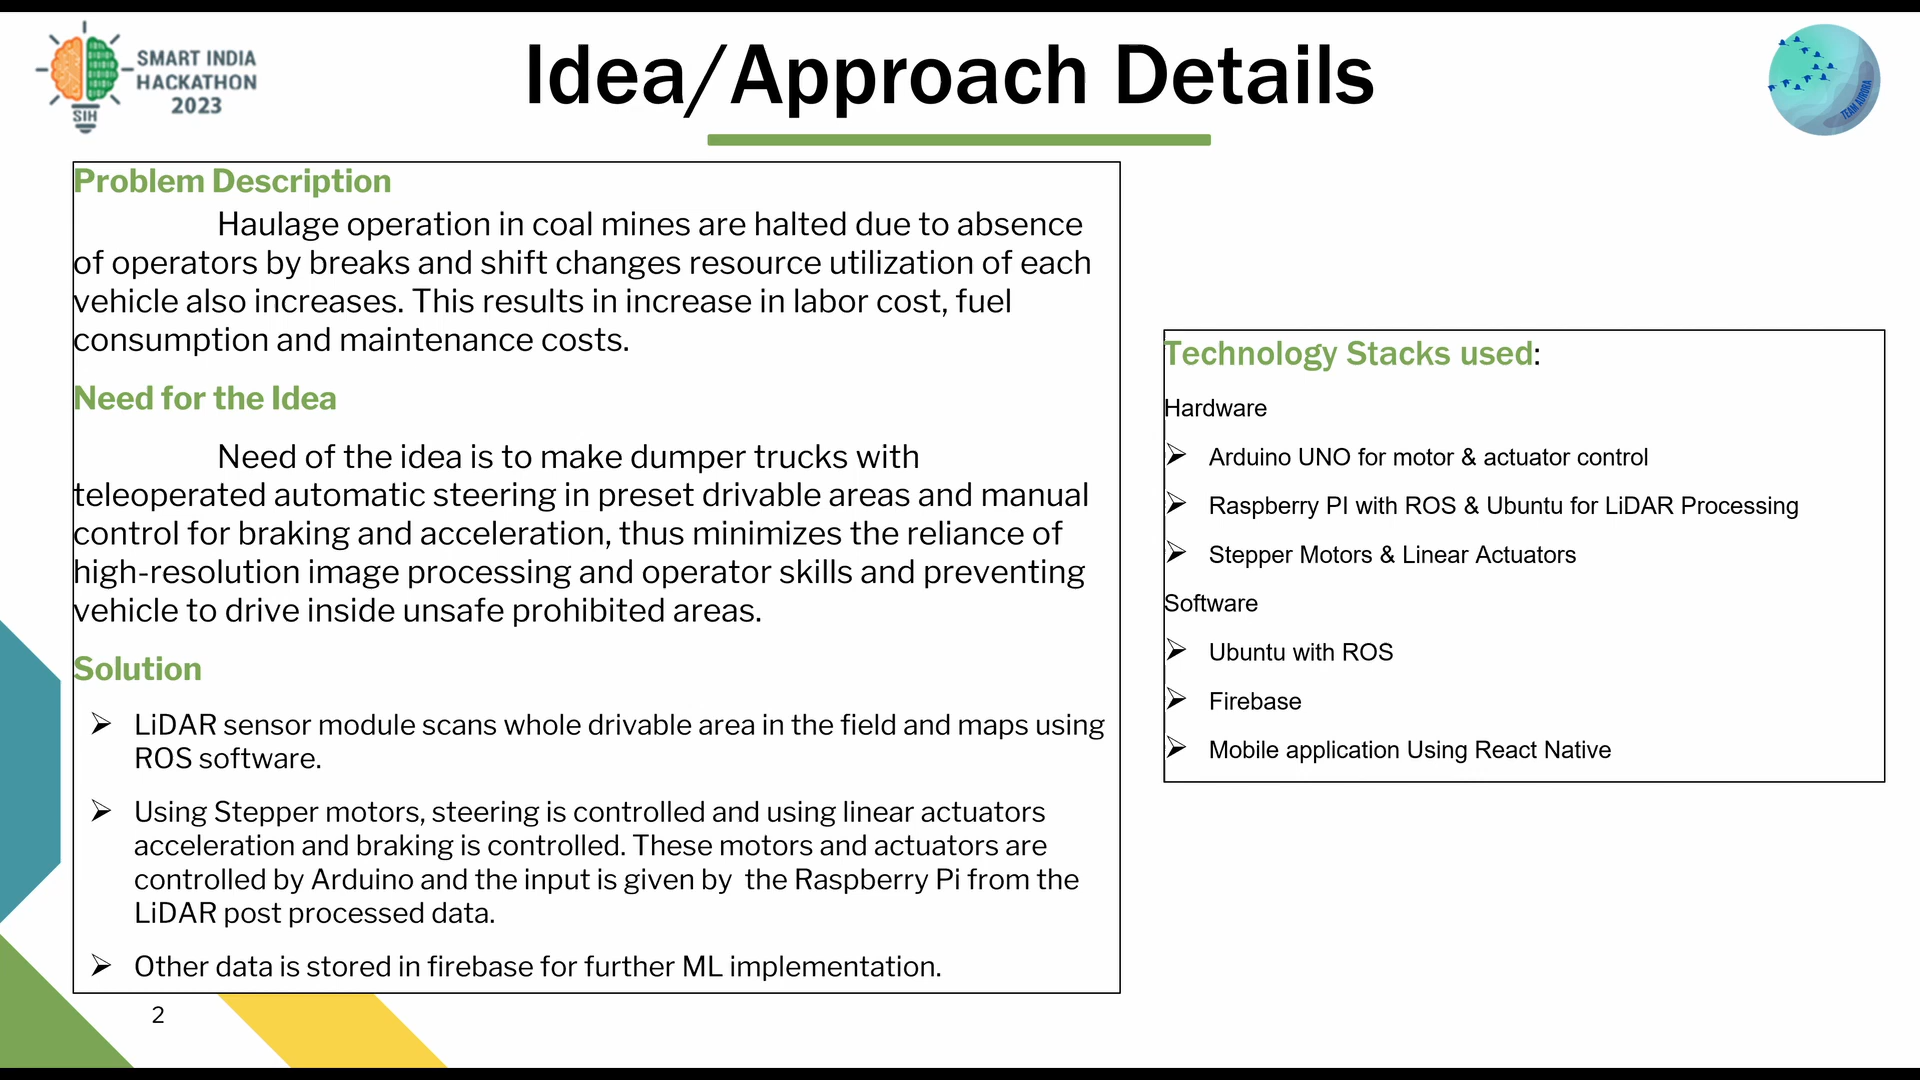 SMART INDIA
HACKATHON
2023
SIH
Idea/Approach Details
TEAM AURORA
Problem Description
Haulage operation in coal mines are halted due to absence
of operators by breaks and shift changes resource utilization of each
vehicle also increases. This results in increase in labor cost, fuel
consumption and maintenance costs.
Need for the Idea
Need of the idea is to make dumper trucks with
teleoperated automatic steering in preset drivable areas and manual
control for braking and acceleration, thus minimizes the reliance of
high-resolution image processing and operator skills and preventing
vehicle to drive inside unsafe prohibited areas.
Solution
➢ LiDAR sensor module scans whole drivable area in the field and maps using
ROS software.
➢ Using Stepper motors, steering is controlled and using linear actuators
acceleration and braking is controlled. These motors and actuators are
controlled by Arduino and the input is given by  the Raspberry Pi from the
LiDAR post processed data.
➢ Other data is stored in firebase for further ML implementation.
Technology Stacks used:
Hardware
➢ Arduino UNO for motor & actuator control
➢ Raspberry PI with ROS & Ubuntu for LiDAR Processing
➢ Stepper Motors & Linear Actuators
Software
➢ Ubuntu with ROS
➢ Firebase
➢ Mobile application Using React Native
2